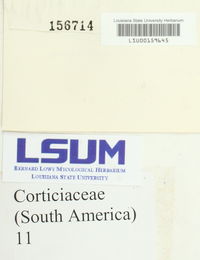 156714
Louisiana State University Herbarium
LSU00159645
LSUM
BERNARD LOWY MYCOLOGICAL HERBARIUM
LOUISIANA STATE UNIVERSITY
Corticiaceae
(South America)
11